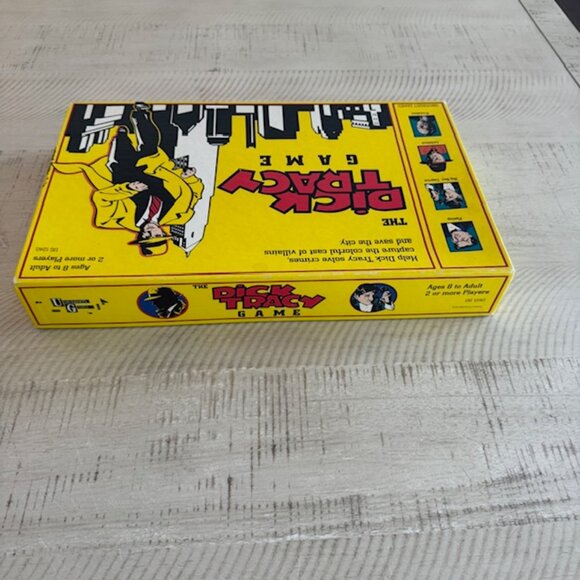 THE
DICK
TRACY
GAME
Help Dick Tracy solve crimes,
capture the colorful cast of villains
and save the city.
Ages 8 to Adult
2 or more Players
THE
DICK
TRACY
GAME
Ages 8 to Adult
2 or more Players